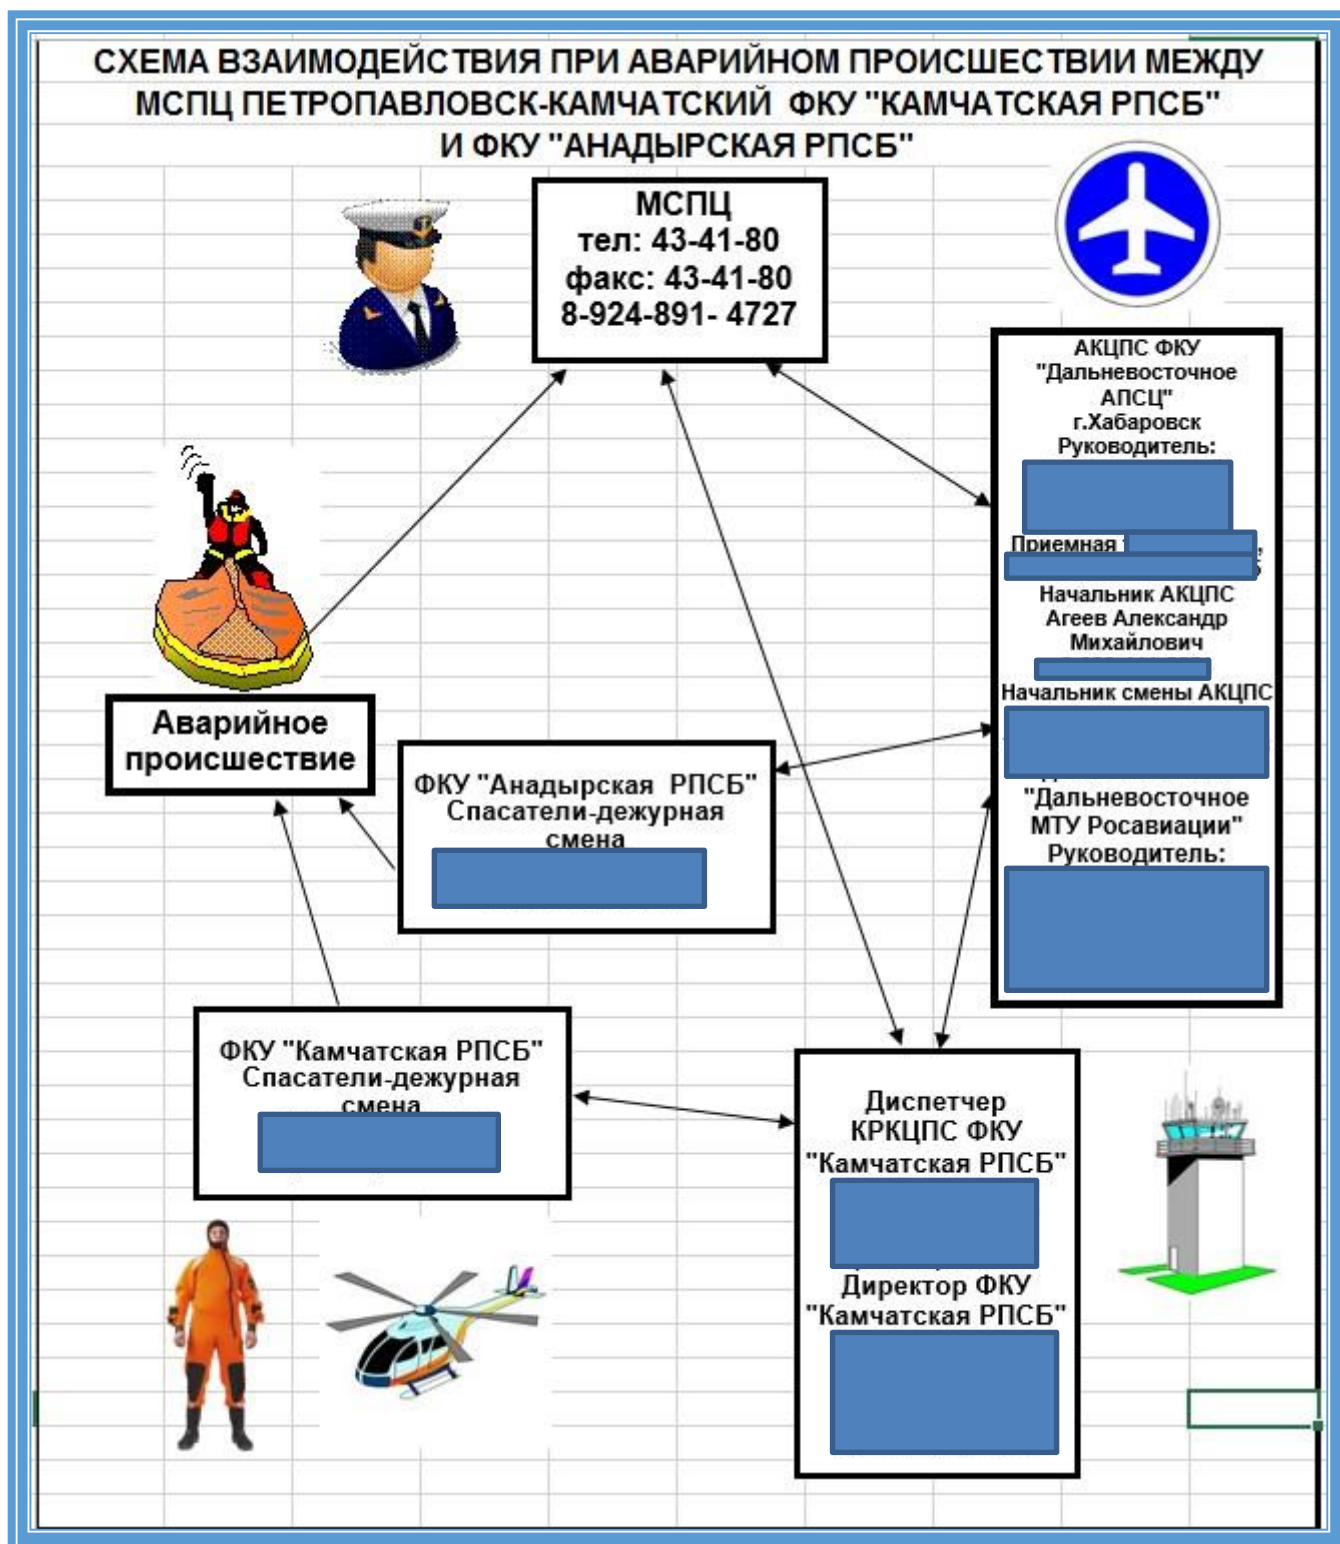 СХЕМА ВЗАИМОДЕЙСТВИЯ ПРИ АВАРИЙНОМ ПРОИСШЕСТВИИ МЕЖДУ
МСПЦ ПЕТРОПАВЛОВСК-КАМЧАТСКИЙ ФКУ "КАМЧАТСКАЯ РПСБ"
И ФКУ "АНАДЫРСКАЯ РПСБ"
МСПЦ
тел: 43-41-80
факс: 43-41-80
8-924-891- 4727
АКЦПС ФКУ
"Дальневосточное
АПСЦ"
г.Хабаровск
Руководитель:
Приемная
Начальник АКЦПС
Агеев Александр
Михайлович
Начальник смены АКЦПС
"Дальневосточное
МТУ Росавиации"
Руководитель:
Аварийное
происшествие
ФКУ "Анадырская РПСБ"
Спасатели-дежурная
смена
ФКУ "Камчатская РПСБ"
Спасатели-дежурная
смена
Диспетчер
КРКЦПС ФКУ
"Камчатская РПСБ"
Директор ФКУ
"Камчатская РПСБ"